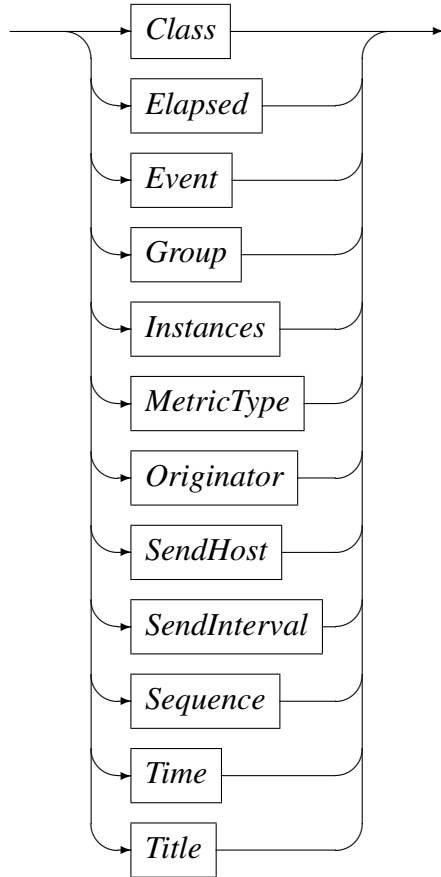 Class
Elapsed
Event
Group
Instances
MetricType
Originator
SendHost
SendInterval
Sequence
Time
Title